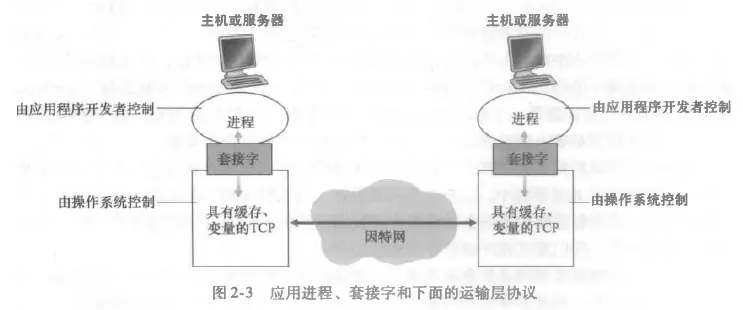 主机或服务器
主机或服务器
由应用程序开发者控制
进程
进程
由应用程序开发者控制
套接字
套接字
由操作系统控制
具有缓存、
变量的TCP
因特网
具有缓存、
变量的TCP
由操作系统控制
图 2-3 应用进程、套接字和下面的运输层协议